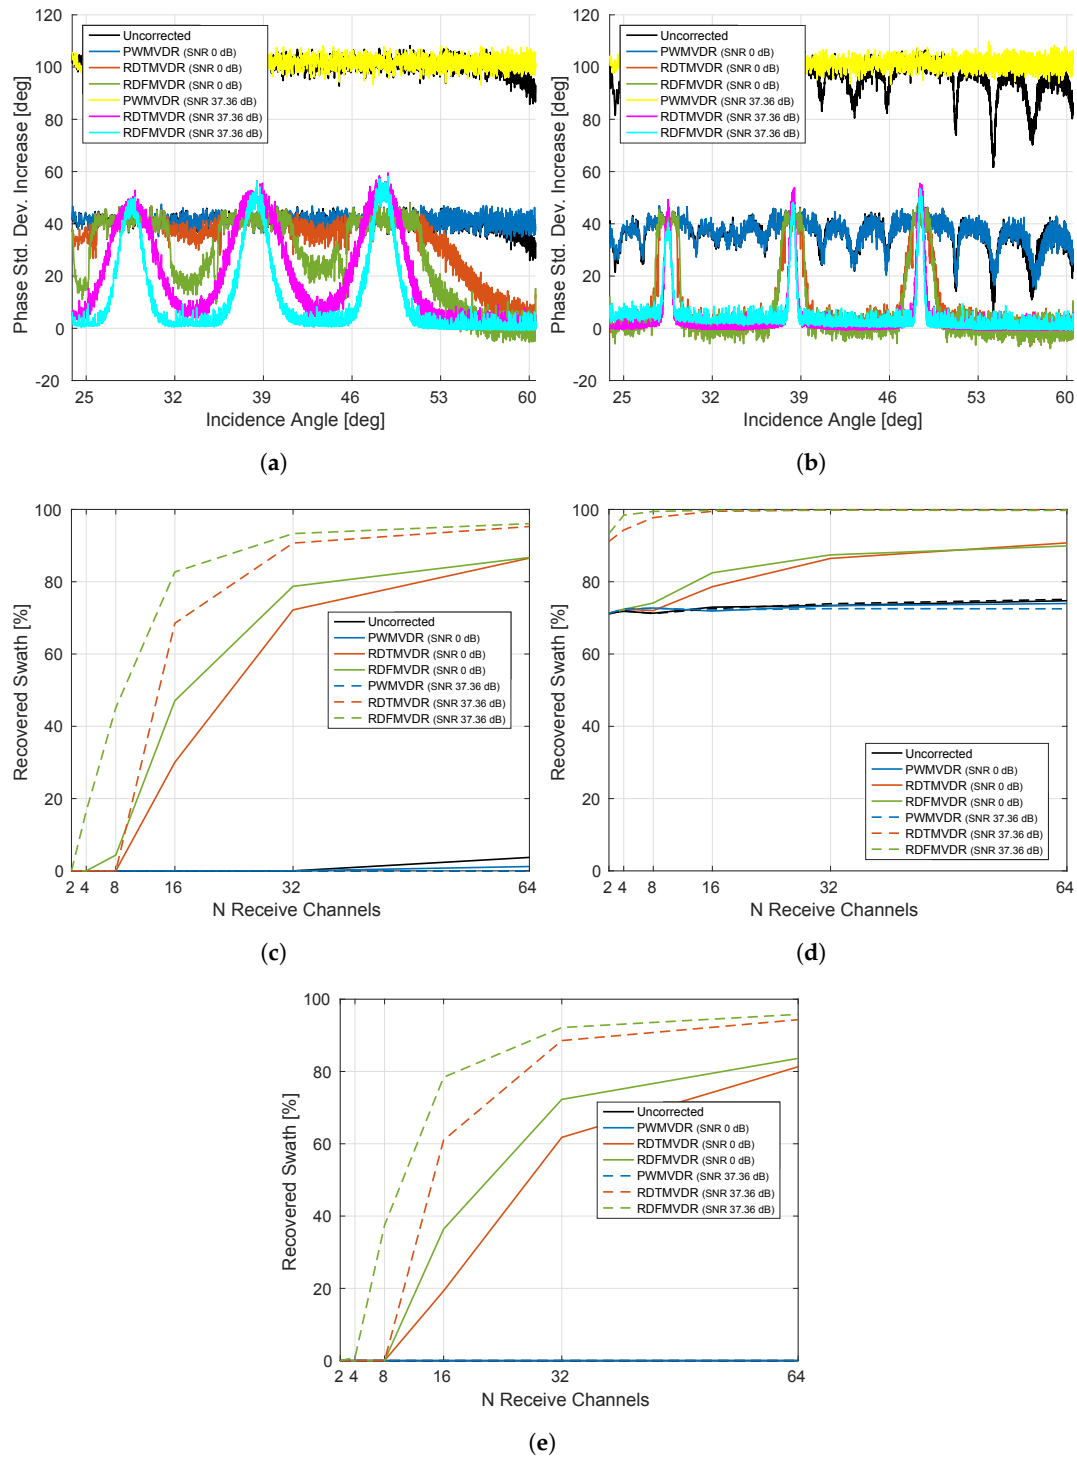 120
100
80
60
40
20
0
-20
Phase Std. Dev. Increase [deg]
Uncorrected
PWMVDR (SNR 0 dB)
RDTMVDR (SNR 0 dB)
RDFMVDR (SNR 0 dB)
PWMVDR (SNR 37.36 dB)
RDTMVDR (SNR 37.36 dB)
RDFMVDR (SNR 37.36 dB)
25 32 39 46 53 60
Incidence Angle [deg]
(a)
120
100
80
60
40
20
0
-20
Phase Std. Dev. Increase [deg]
Uncorrected
PWMVDR (SNR 0 dB)
RDTMVDR (SNR 0 dB)
RDFMVDR (SNR 0 dB)
PWMVDR (SNR 37.36 dB)
RDTMVDR (SNR 37.36 dB)
RDFMVDR (SNR 37.36 dB)
25 32 39 46 53 60
Incidence Angle [deg]
(b)
100
80
60
40
20
0
Recovered Swath [%]
Uncorrected
PWMVDR (SNR 0 dB)
RDTMVDR (SNR 0 dB)
RDFMVDR (SNR 0 dB)
PWMVDR (SNR 37.36 dB)
RDTMVDR (SNR 37.36 dB)
RDFMVDR (SNR 37.36 dB)
2 4 8 16 32 64
N Receive Channels
(c)
100
80
60
40
20
0
Recovered Swath [%]
Uncorrected
PWMVDR (SNR 0 dB)
RDTMVDR (SNR 0 dB)
RDFMVDR (SNR 0 dB)
PWMVDR (SNR 37.36 dB)
RDTMVDR (SNR 37.36 dB)
RDFMVDR (SNR 37.36 dB)
2 4 8 16 32 64
N Receive Channels
(d)
100
80
60
40
20
0
Recovered Swath [%]
Uncorrected
PWMVDR (SNR 0 dB)
RDTMVDR (SNR 0 dB)
RDFMVDR (SNR 0 dB)
PWMVDR (SNR 37.36 dB)
RDTMVDR (SNR 37.36 dB)
RDFMVDR (SNR 37.36 dB)
2 4 8 16 32 64
N Receive Channels
(e)